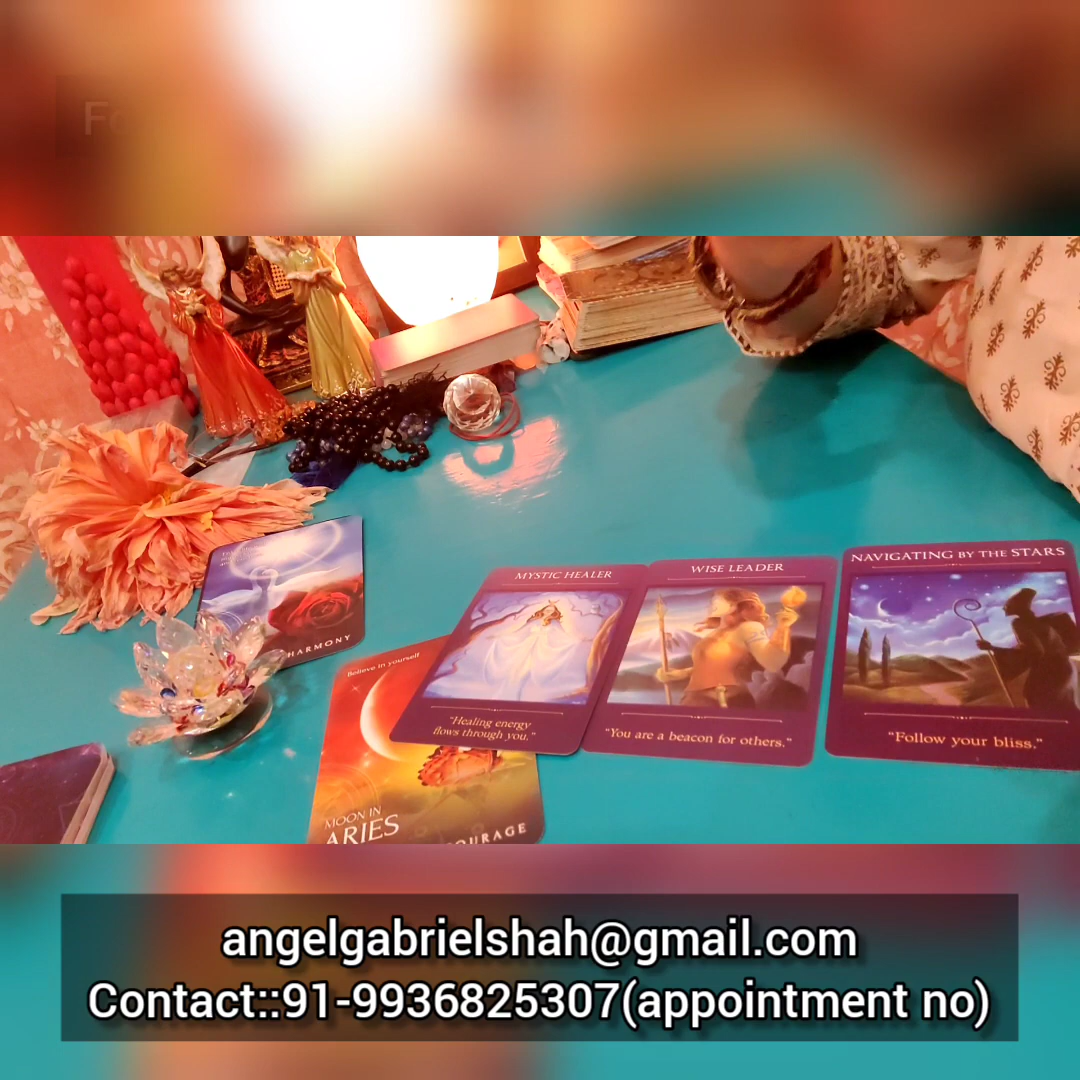 HARMONY
Believe in yourself
MOON IN
ARIES
MYSTIC HEALER
"Healing energy
flows through you."
WISE LEADER
"You are a beacon for others."
NAVIGATING BY THE STARS
"Follow your bliss."
angelgabrielshah@gmail.com
Contact::91-9936825307(appointment no)